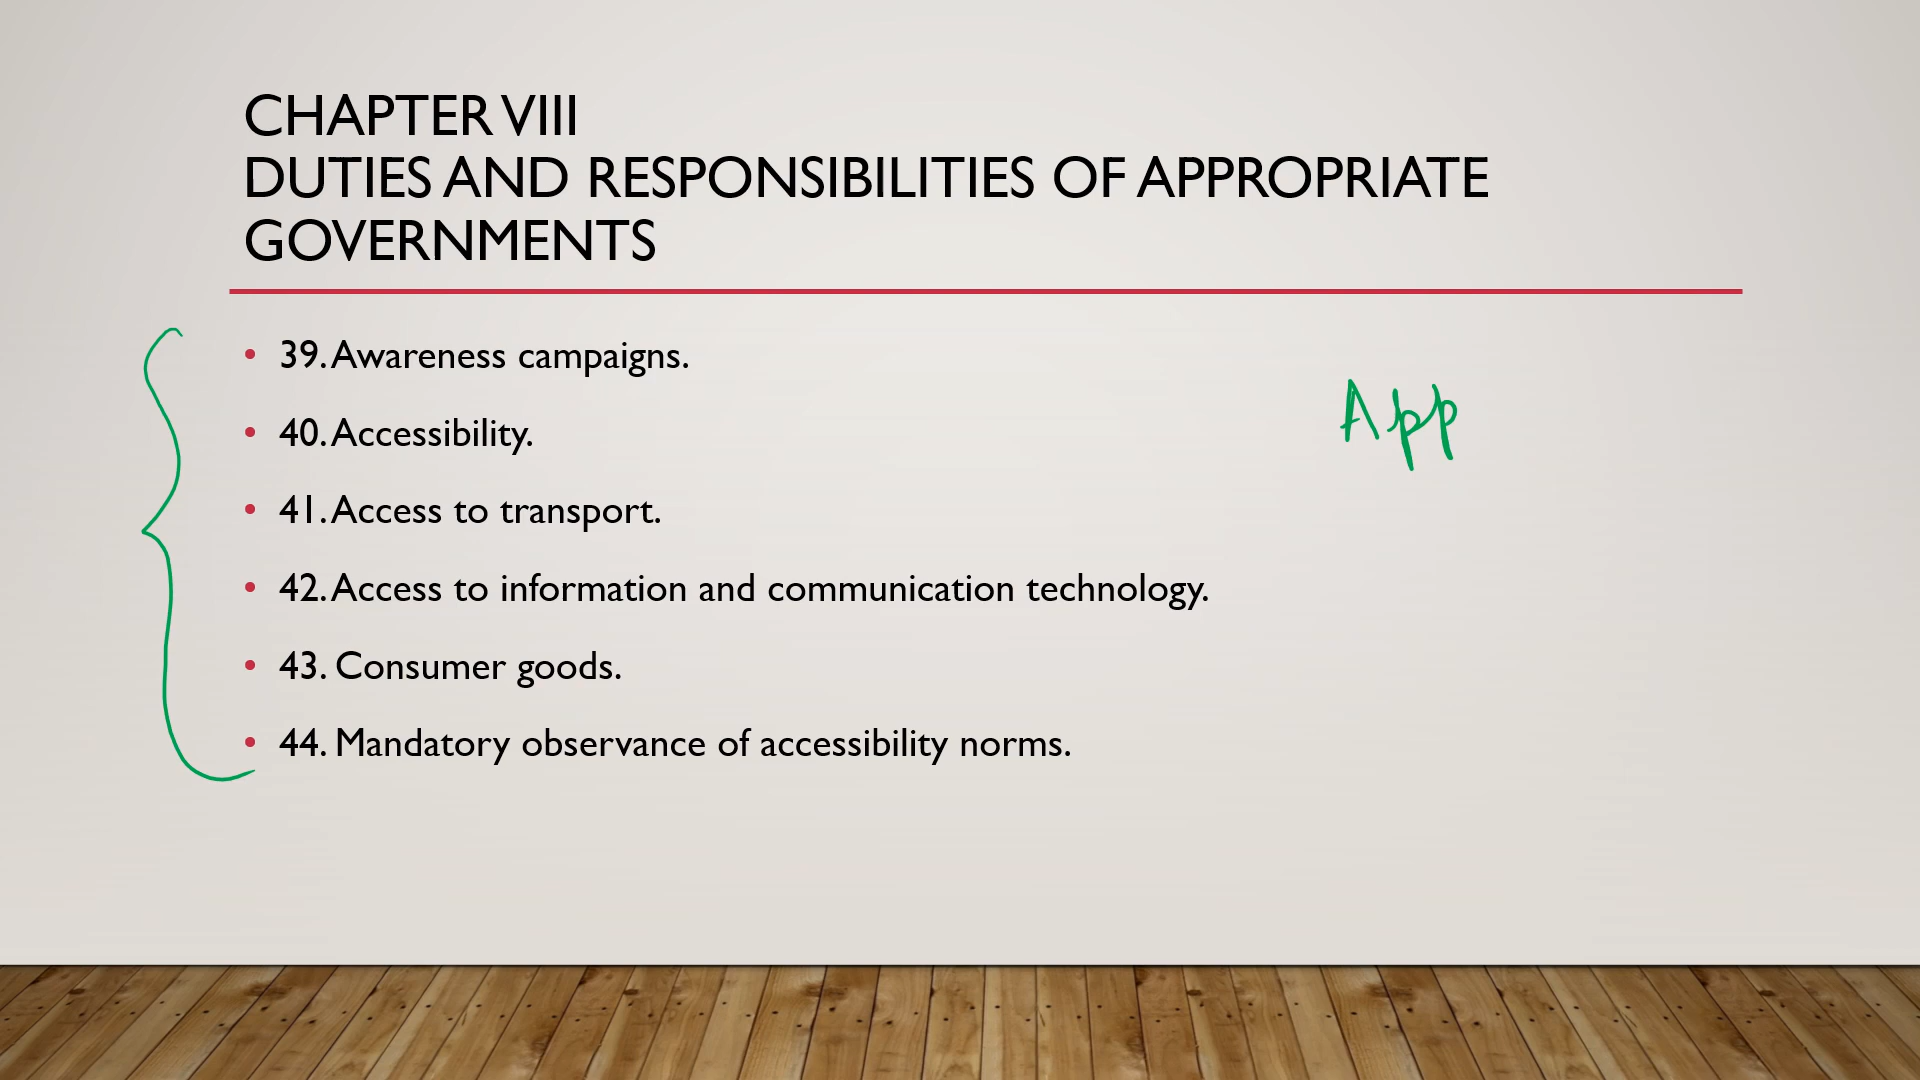 CHAPTER VIII
DUTIES AND RESPONSIBILITIES OF APPROPRIATE
GOVERNMENTS
• 39. Awareness campaigns.
• 40. Accessibility.
• 41. Access to transport.
• 42. Access to information and communication technology.
• 43. Consumer goods.
• 44. Mandatory observance of accessibility norms.
App